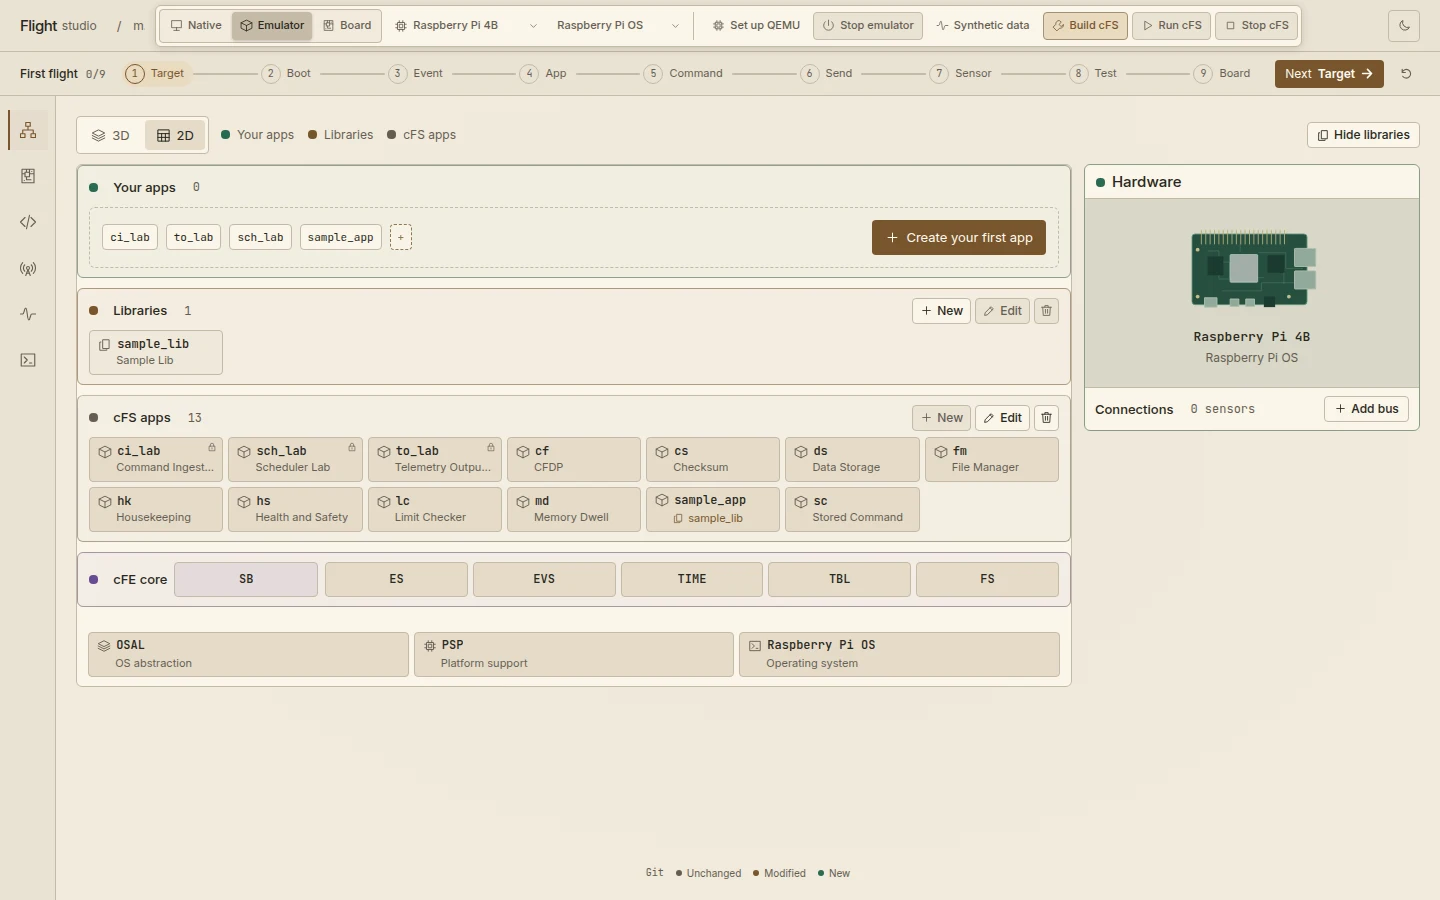 Flight studio / m
Native Emulator Board Raspberry Pi 4B Raspberry Pi OS Set up QEMU Stop emulator Synthetic data Build cFS Run cFS Stop cFS
First flight 0/9 1 Target 2 Boot 3 Event 4 App 5 Command 6 Send 7 Sensor 8 Test 9 Board Next Target
3D 2D Your apps Libraries cFS apps Hide libraries
Your apps 0
ci_lab to_lab sch_lab sample_app + Create your first app
Libraries 1 New Edit
sample_lib
Sample Lib
cFS apps 13 New Edit
ci_lab sch_lab to_lab cf cs ds fm
Command Ingest... Scheduler Lab Telemetry Outpu... CFDP Checksum Data Storage File Manager
hk hs lc md sample_app sc
Housekeeping Health and Safety Limit Checker Memory Dwell sample_lib Stored Command
cFE core SB ES EVS TIME TBL FS
OSAL PSP Raspberry Pi OS
OS abstraction Platform support Operating system
Hardware
Raspberry Pi 4B
Raspberry Pi OS
Connections 0 sensors Add bus
Git Unchanged Modified New